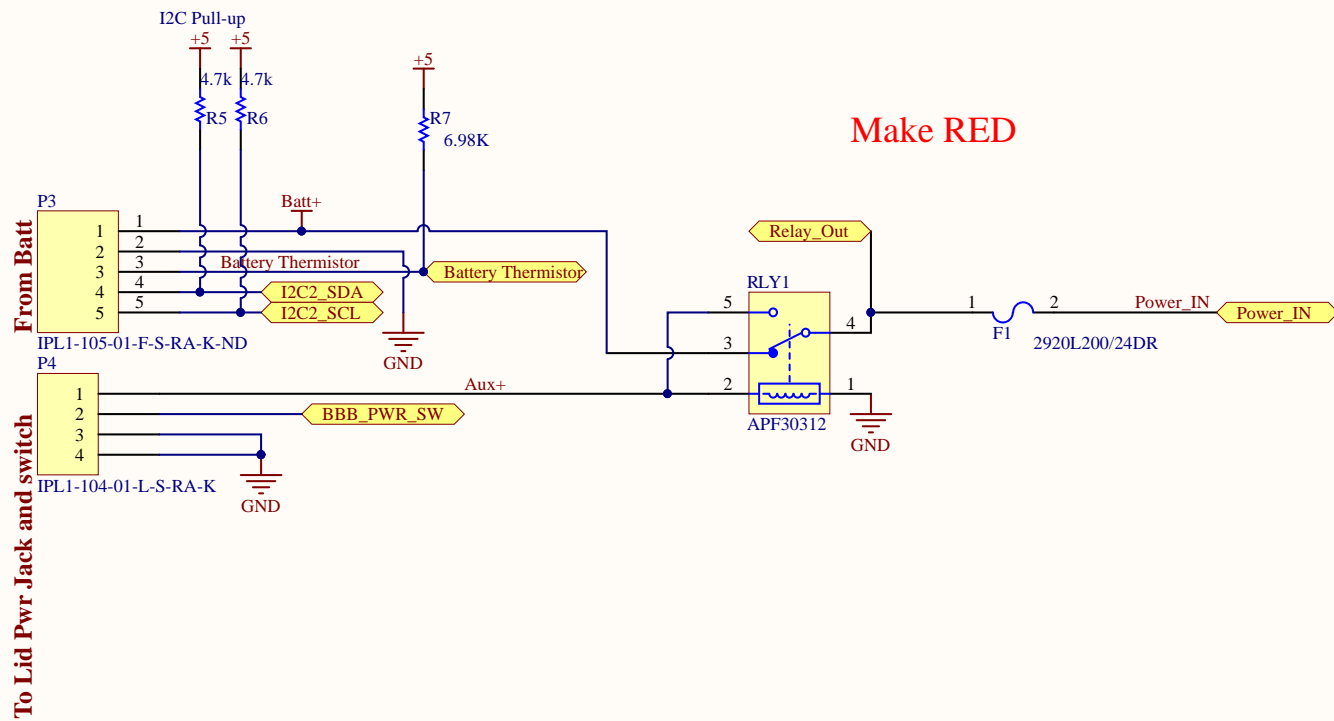 I2C Pull-up
+5
+5
+5
4.7k
4.7k
R5
R6
R7
6.98K
Make RED
P3
From Batt
1
2
3
4
5
1
2
3
4
5
Batt+
Battery Thermistor
Battery Thermistor
I2C2_SDA
I2C2_SCL
IPL1-105-01-F-S-RA-K-ND
GND
Relay_Out
RLY1
5
3
2
4
1
APF30312
GND
1
2
F1
2920L200/24DR
Power_IN
Power_IN
P4
To Lid Pwr Jack and switch
1
2
3
4
Aux+
BBB_PWR_SW
IPL1-104-01-L-S-RA-K
GND